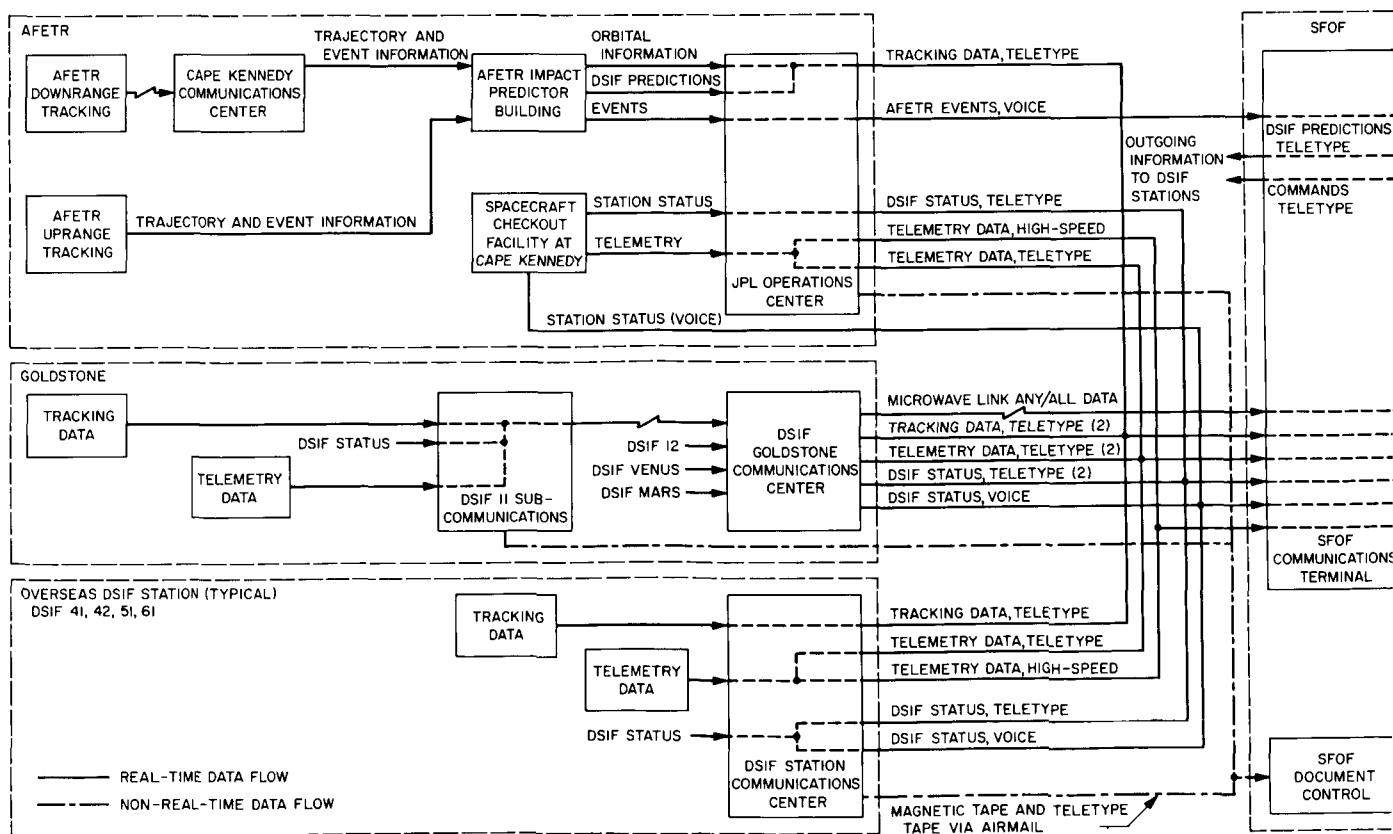 AFETR
AFETR
DOWNRANGE
TRACKING
CAPE KENNEDY
COMMUNICATIONS
CENTER
TRAJECTORY AND
EVENT INFORMATION
AFETR IMPACT
PREDICTOR
BUILDING
ORBITAL
INFORMATION
DSIF PREDICTIONS
EVENTS
AFETR
UPRANGE
TRACKING
TRAJECTORY AND EVENT INFORMATION
SPACECRAFT
CHECKOUT
FACILITY AT
CAPE KENNEDY
STATION STATUS
TELEMETRY
JPL OPERATIONS
CENTER
STATION STATUS (VOICE)
TRACKING DATA, TELETYPE
AFETR EVENTS, VOICE
DSIF STATUS, TELETYPE
TELEMETRY DATA, HIGH-SPEED
TELEMETRY DATA, TELETYPE
OUTGOING
INFORMATION
TO DSIF
STATIONS
SFOF
DSIF PREDICTIONS
TELETYPE
COMMANDS
TELETYPE
GOLDSTONE
TRACKING
DATA
DSIF STATUS
TELEMETRY
DATA
DSIF 11 SUB-
COMMUNICATIONS
DSIF 12
DSIF VENUS
DSIF MARS
DSIF
GOLDSTONE
COMMUNICATIONS
CENTER
MICROWAVE LINK ANY/ALL DATA
TRACKING DATA, TELETYPE (2)
TELEMETRY DATA, TELETYPE (2)
DSIF STATUS, TELETYPE (2)
DSIF STATUS, VOICE
SFOF
COMMUNICATIONS
TERMINAL
OVERSEAS DSIF STATION (TYPICAL)
DSIF 41, 42, 51, 61
TRACKING
DATA
TELEMETRY
DATA
DSIF STATUS
DSIF STATION
COMMUNICATIONS
CENTER
TRACKING DATA, TELETYPE
TELEMETRY DATA, TELETYPE
TELEMETRY DATA, HIGH-SPEED
DSIF STATUS, TELETYPE
DSIF STATUS, VOICE
MAGNETIC TAPE AND TELETYPE
TAPE VIA AIRMAIL
SFOF
DOCUMENT
CONTROL
REAL-TIME DATA FLOW
NON-REAL-TIME DATA FLOW